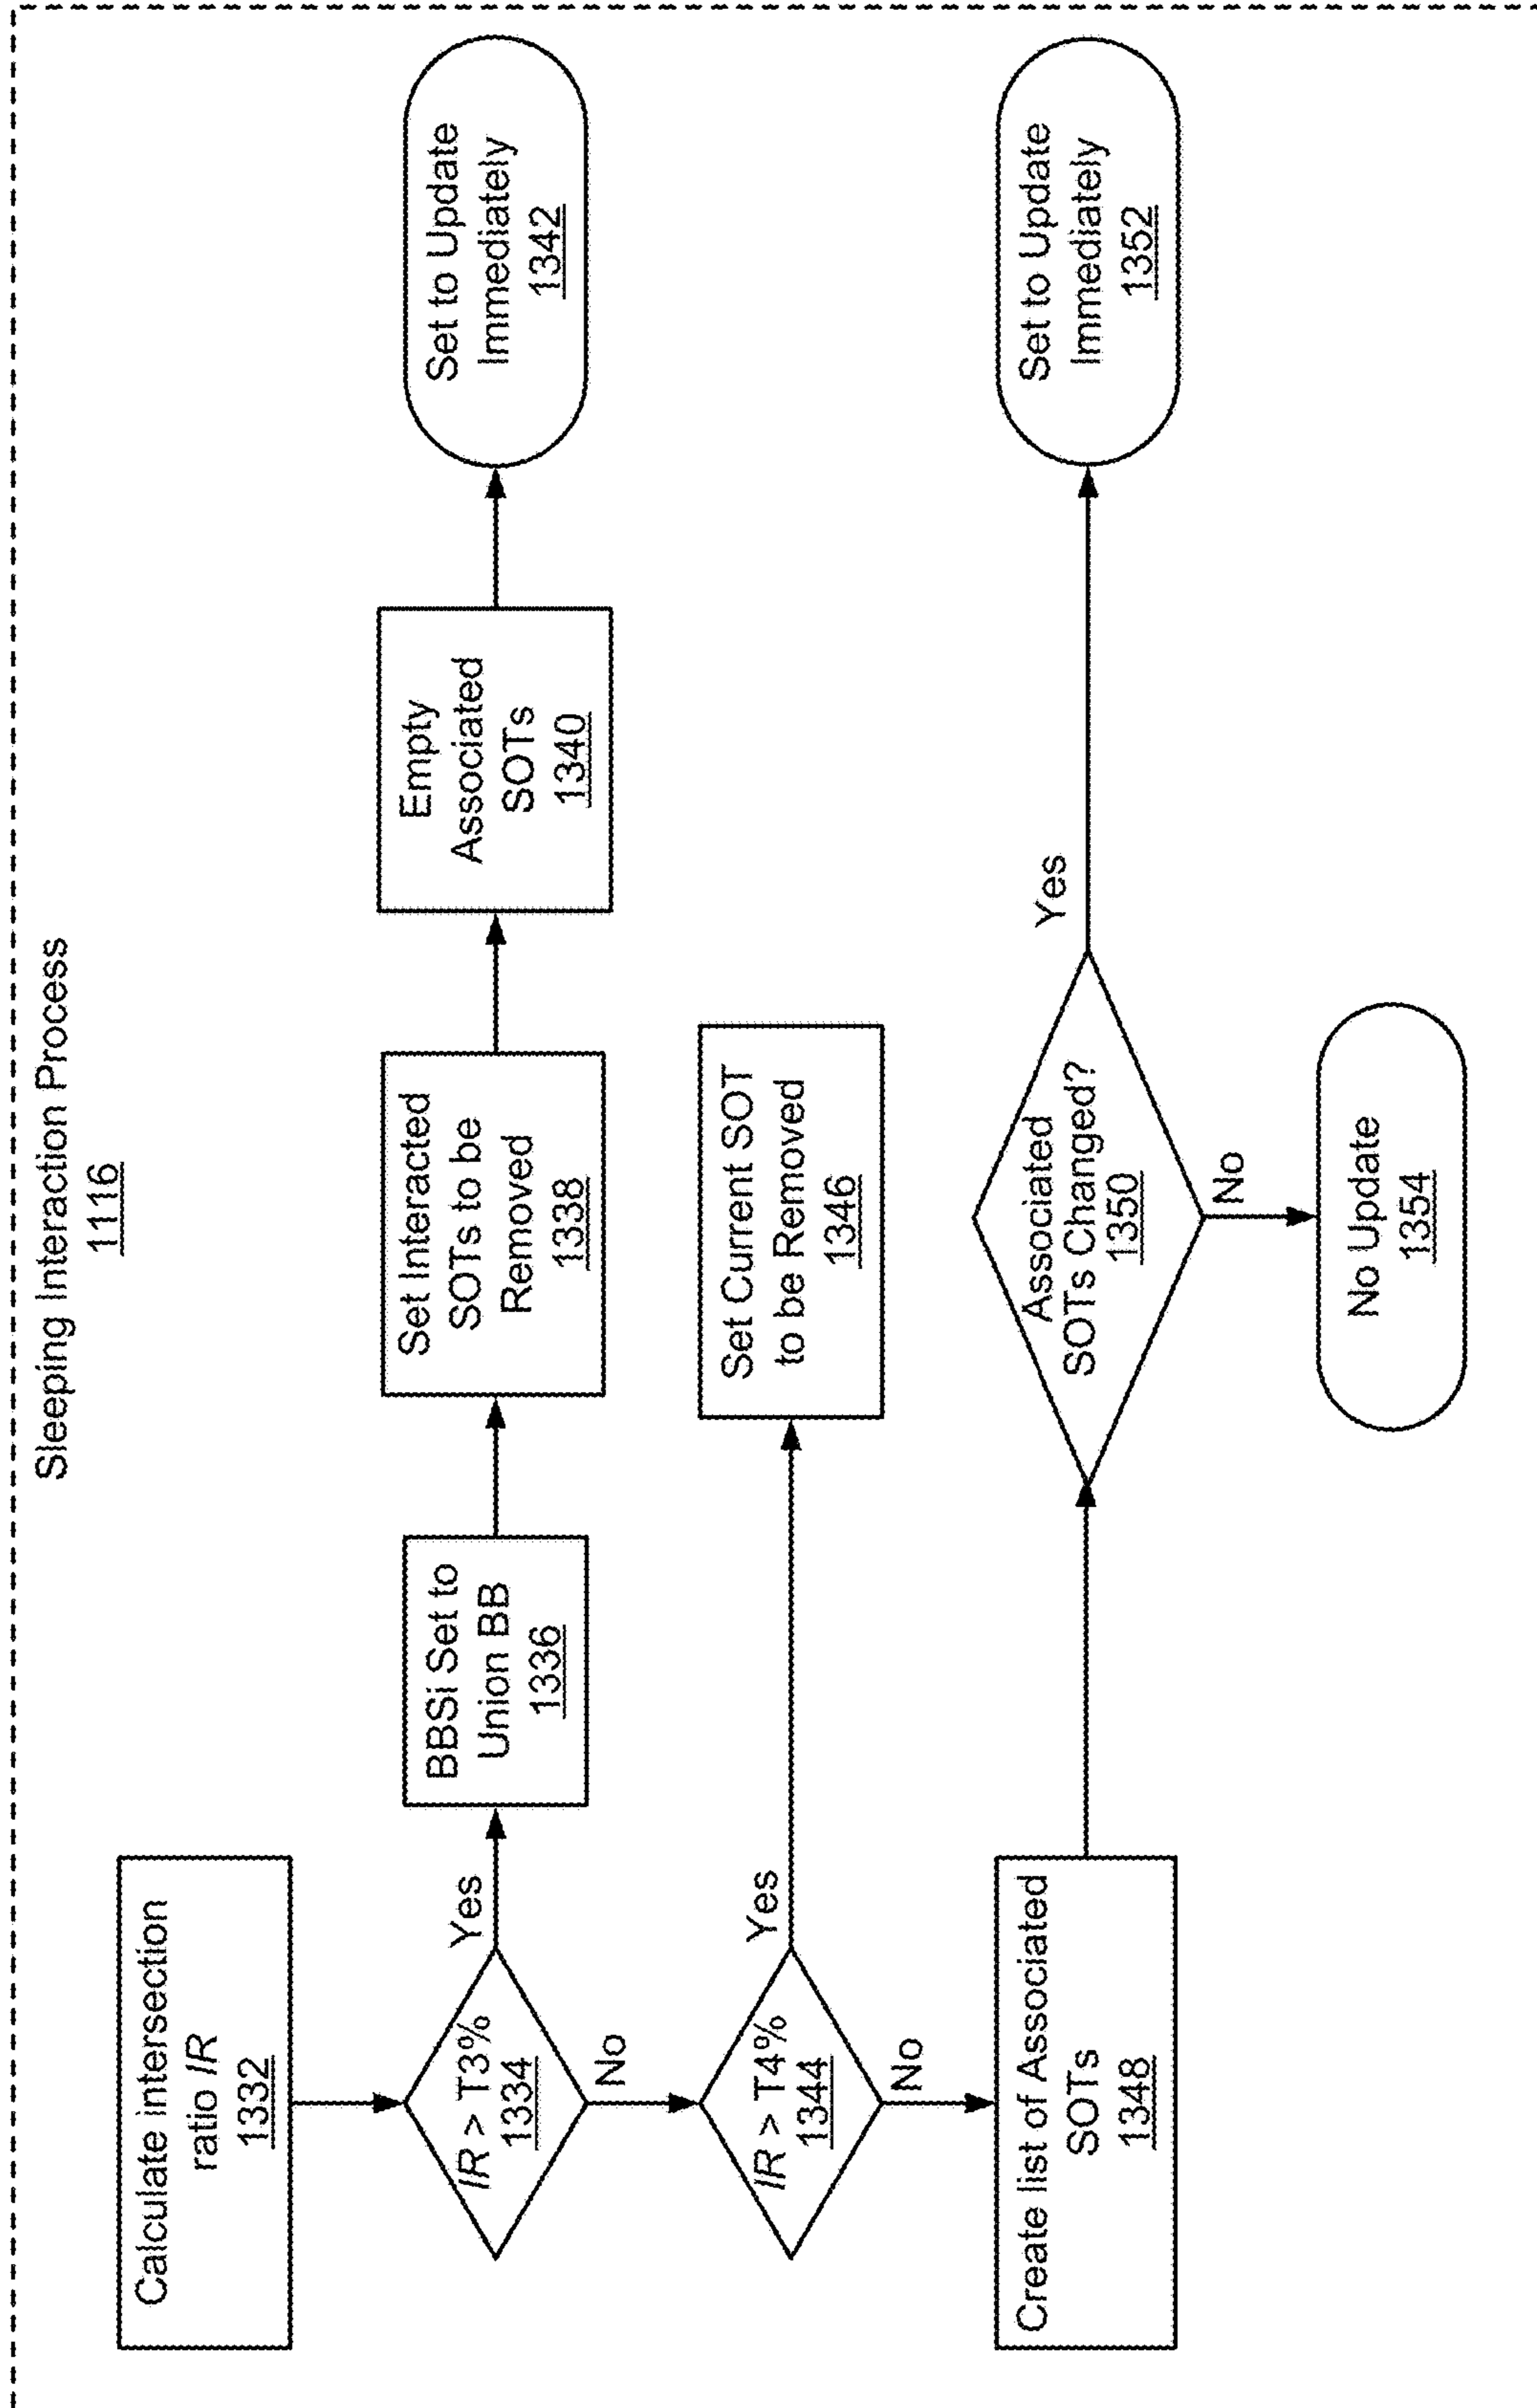 Sleeping Interaction Process
1116
Calculate intersection
ratio IR
1332
IR > T3%
1334
Yes
No
BBSi Set to
Union BB
1336
Set Interacted
SOTs to be
Removed
1338
Empty
Associated
SOTs
1340
Set to Update
Immediately
1342
IR > T4%
1344
Yes
No
Set Current SOT
to be Removed
1346
Create list of Associated
SOTs
1348
Associated
SOTs Changed?
1350
Yes
No
Set to Update
Immediately
1352
No Update
1354